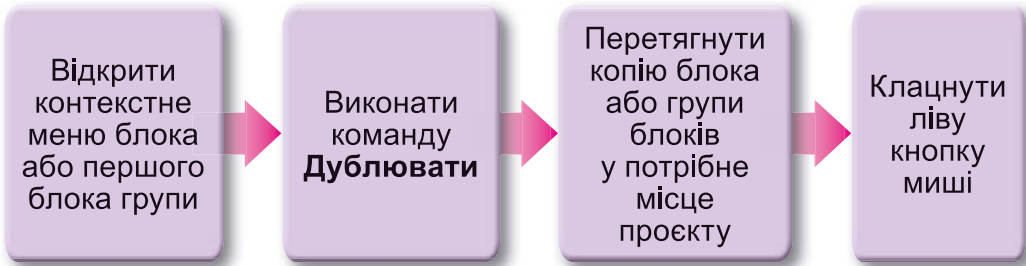 Відкрити
контекстне
меню блока
або першого
блока групи
Виконати
команду
Дублювати
Перетягнути
копію блока
або групи
блоків
у потрібне
місце
проєкту
Клацнути
ліву
кнопку
миші